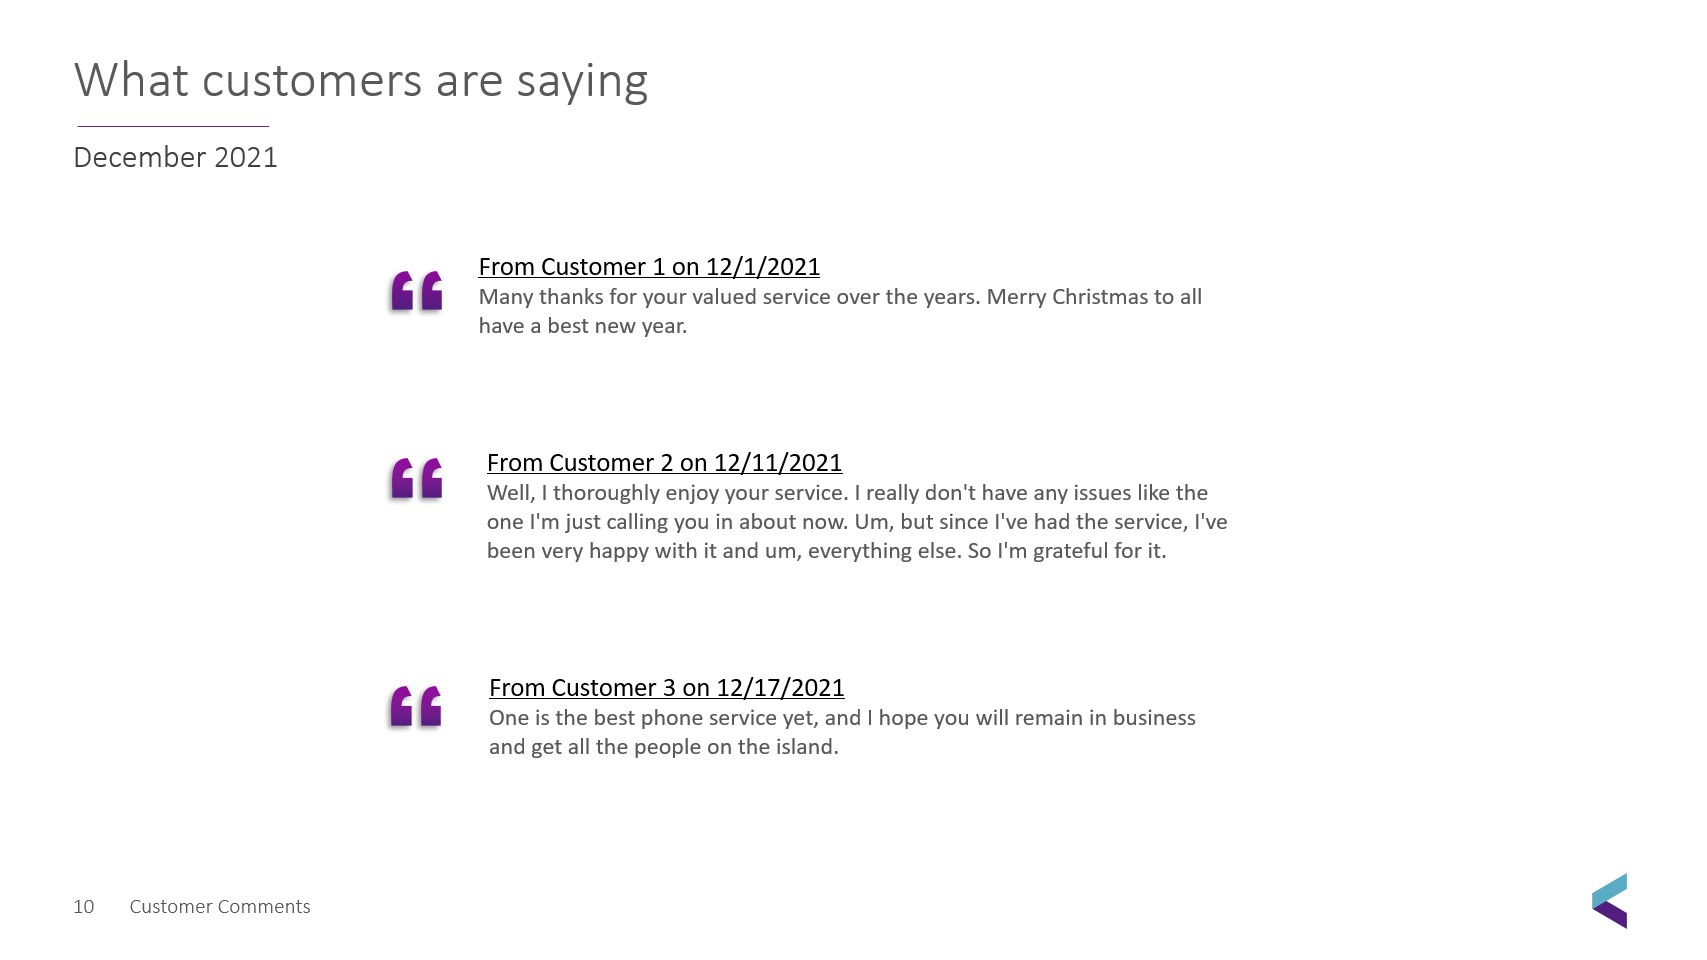 What customers are saying
December 2021
From Customer 1 on 12/1/2021
Many thanks for your valued service over the years. Merry Christmas to all
have a best new year.
From Customer 2 on 12/11/2021
Well, I thoroughly enjoy your service. I really don't have any issues like the
one I'm just calling you in about now. Um, but since I've had the service, I've
been very happy with it and um, everything else. So I'm grateful for it.
From Customer 3 on 12/17/2021
One is the best phone service yet, and I hope you will remain in business
and get all the people on the island.
10 Customer Comments